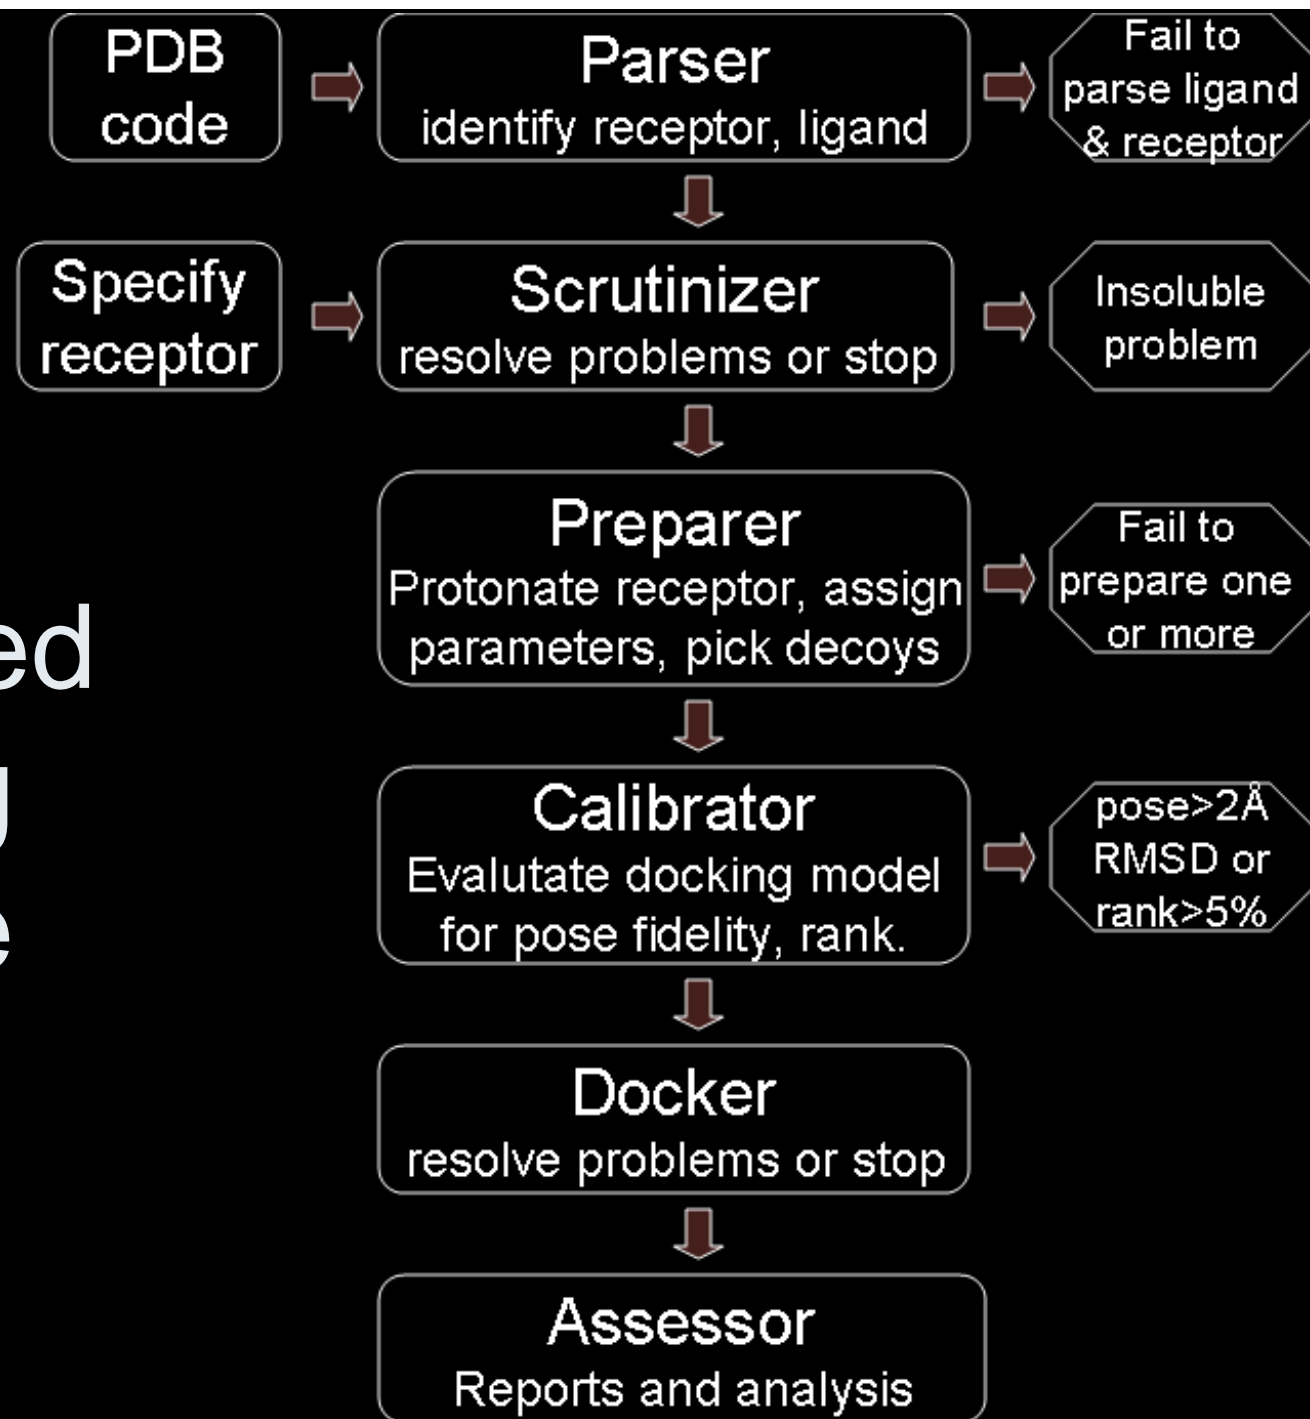 PDB
code
Parser
identify receptor, ligand
Fail to
parse ligand
& receptor
Specify
receptor
Scrutinizer
resolve problems or stop
Insoluble
problem
Preparer
Protonate receptor, assign
parameters, pick decoys
Fail to
prepare one
or more
ed
g
e
Calibrator
Evalutate docking model
for pose fidelity, rank.
pose>2Å
RMSD or
rank>5%
Docker
resolve problems or stop
Assessor
Reports and analysis